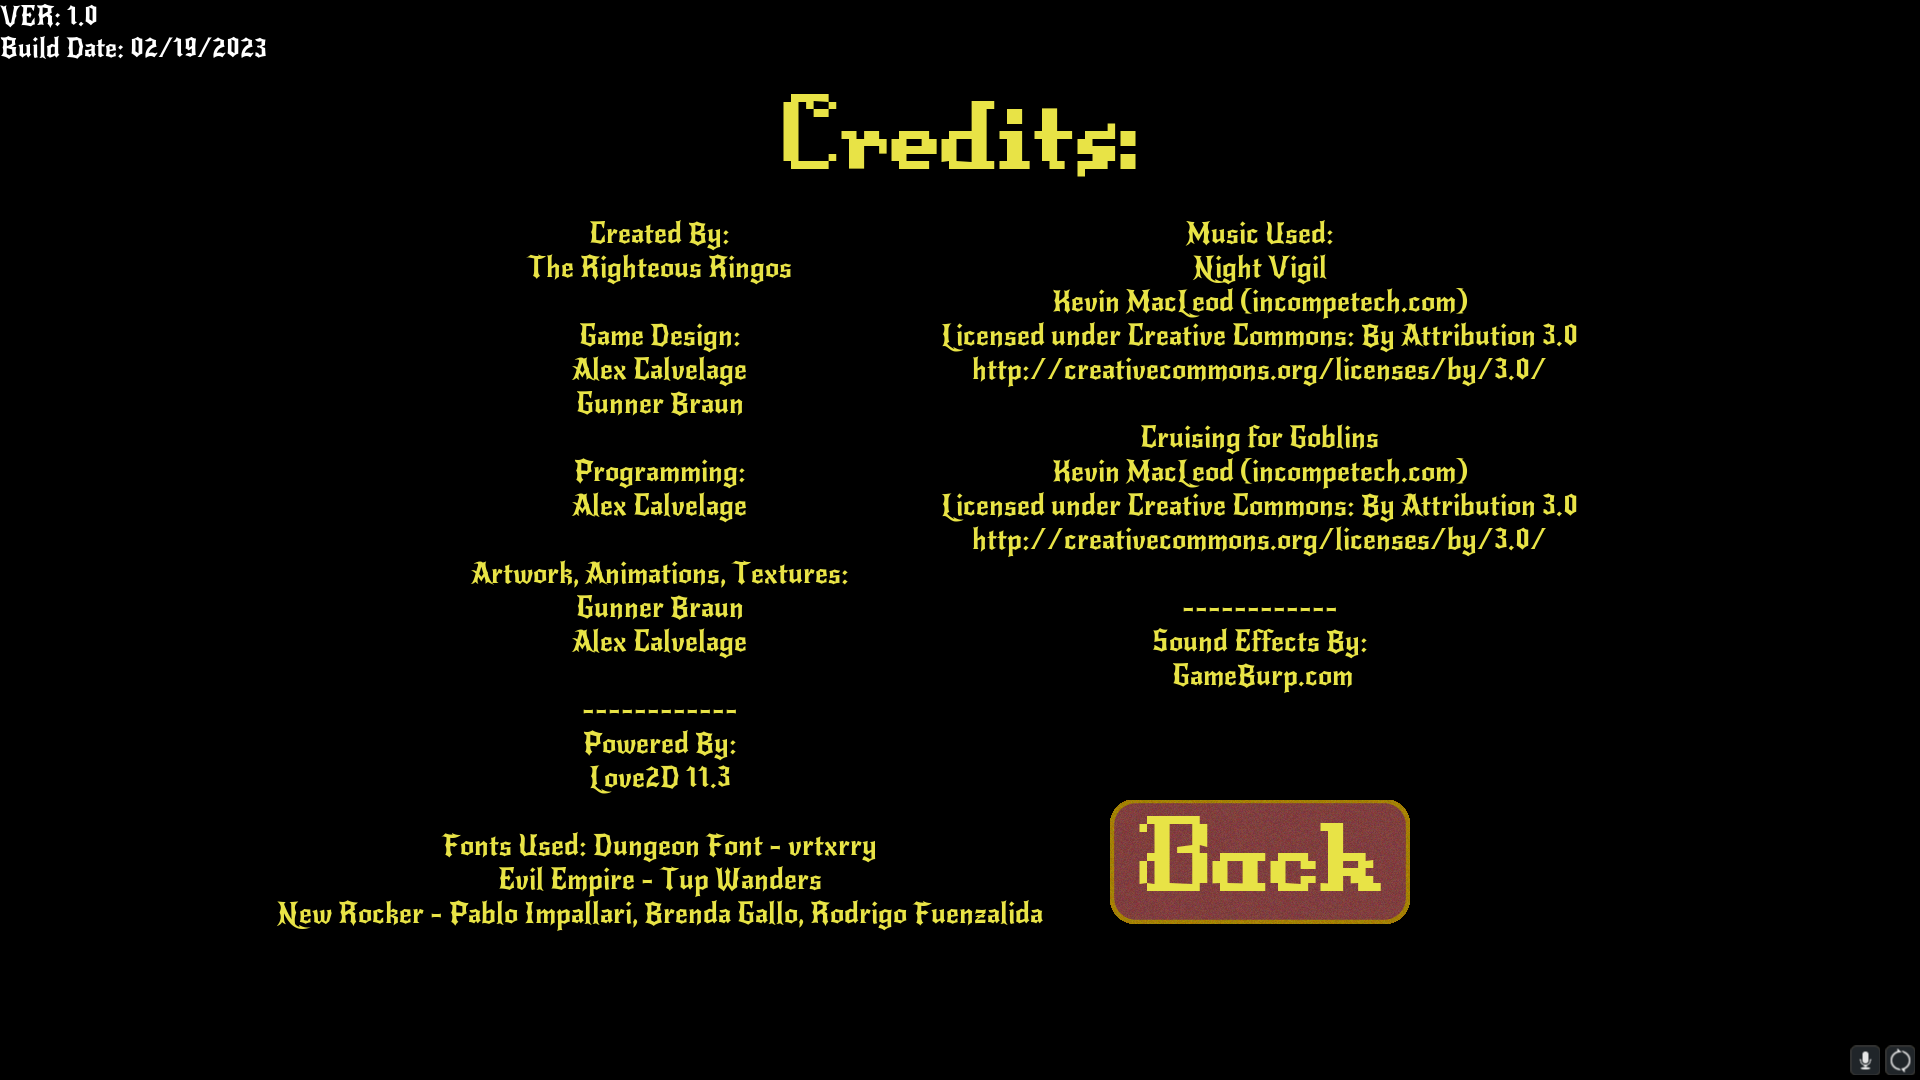 VER: 1.0
Build Date: 02/19/2023
Credits:
Created By:
The Righteous Ringos
Game Design:
Alex Calvelage
Gunner Braun
Programming:
Alex Calvelage
Artwork, Animations, Textures:
Gunner Braun
Alex Calvelage
------------
Powered By:
Love2D 11.3
Fonts Used: Dungeon Font - vrtxrry
Evil Empire - Tup Wanders
New Rocker - Pablo Impallari, Brenda Gallo, Rodrigo Fuenzalida
Music Used:
Night Vigil
Kevin MacLeod (incompetech.com)
Licensed under Creative Commons: By Attribution 3.0
http://creativecommons.org/licenses/by/3.0/
Cruising for Goblins
Kevin MacLeod (incompetech.com)
Licensed under Creative Commons: By Attribution 3.0
http://creativecommons.org/licenses/by/3.0/
------------
Sound Effects By:
GameBurp.com
Back